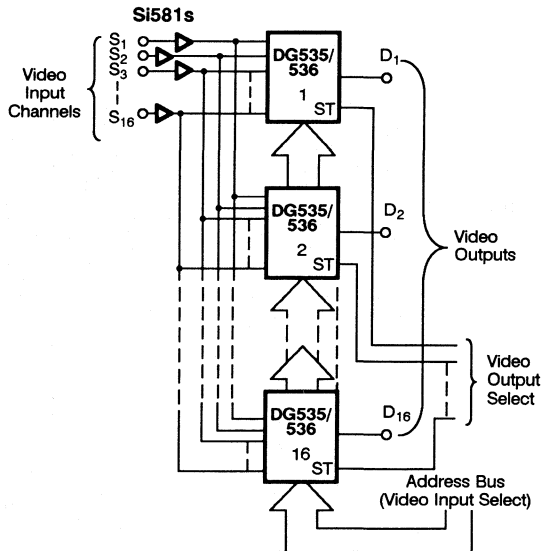 Si581s
Video
Input
Channels
S1
S2
S3
S16
DG535/
536
1
ST
D1
DG535/
536
2
ST
D2
Video
Outputs
Video
Output
Select
DG535/
536
16
ST
D16
Address Bus
(Video Input Select)